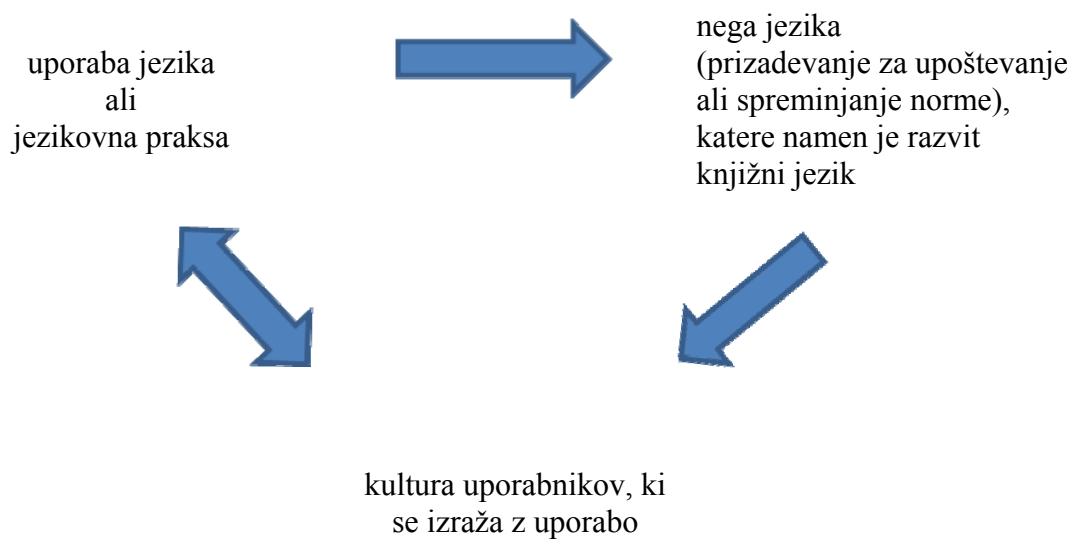 uporaba jezika
ali
jezikovna praksa
nega jezika
(prizadevanje za upoštevanje
ali spreminjanje norme),
katere namen je razvit
knjižni jezik
kultura uporabnikov, ki
se izraža z uporabo